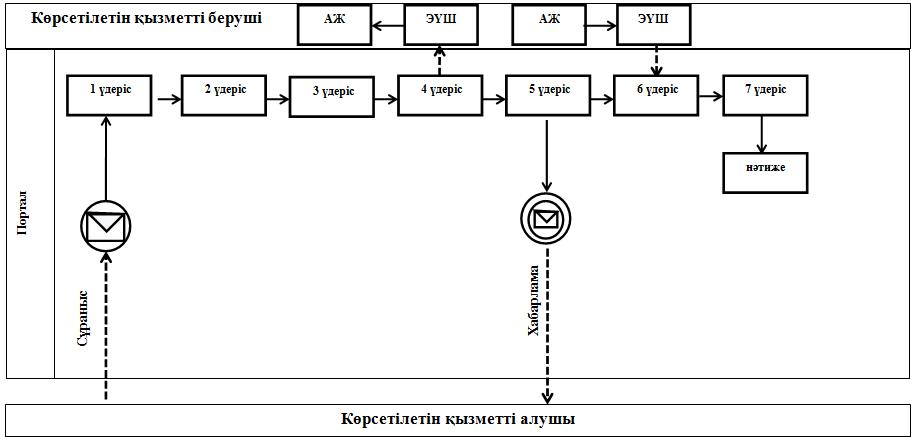 Көрсетілетін қызметті беруші
АЖ
ЭҮШ
АЖ
ЭҮШ
1 үдеріс
2 үдеріс
3 үдеріс
4 үдеріс
5 үдеріс
6 үдеріс
7 үдеріс
нәтиже
Портал
Сұраныс
Хабарлама
Көрсетілетін қызметті алушы